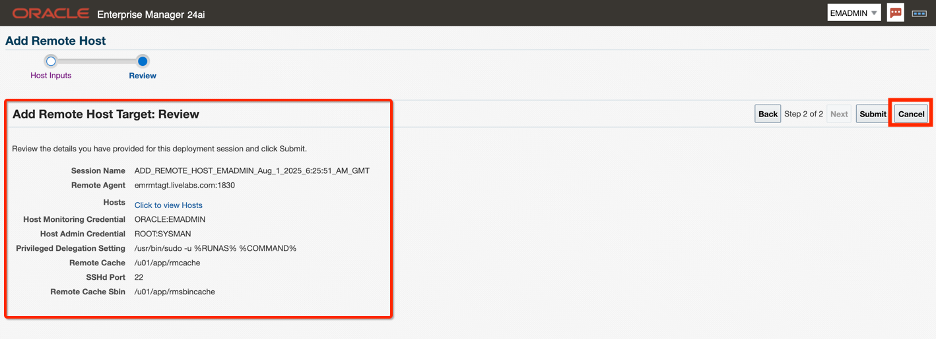 ORACLE Enterprise Manager 24ai
EMADMIN
Add Remote Host
Host Inputs
Review
Add Remote Host Target: Review
Back Step 2 of 2 Next Submit Cancel
Review the details you have provided for this deployment session and click Submit.
Session Name ADD_REMOTE_HOST_EMADMIN_Aug_1_2025_6:25:51_AM_GMT
Remote Agent emrmtagt.livelabs.com:1830
Hosts Click to view Hosts
Host Monitoring Credential ORACLE:EMADMIN
Host Admin Credential ROOT:SYSMAN
Privileged Delegation Setting /usr/bin/sudo -u %RUNAS% %COMMAND%
Remote Cache /u01/app/rmcache
SSHd Port 22
Remote Cache Sbin /u01/app/rmsbincache